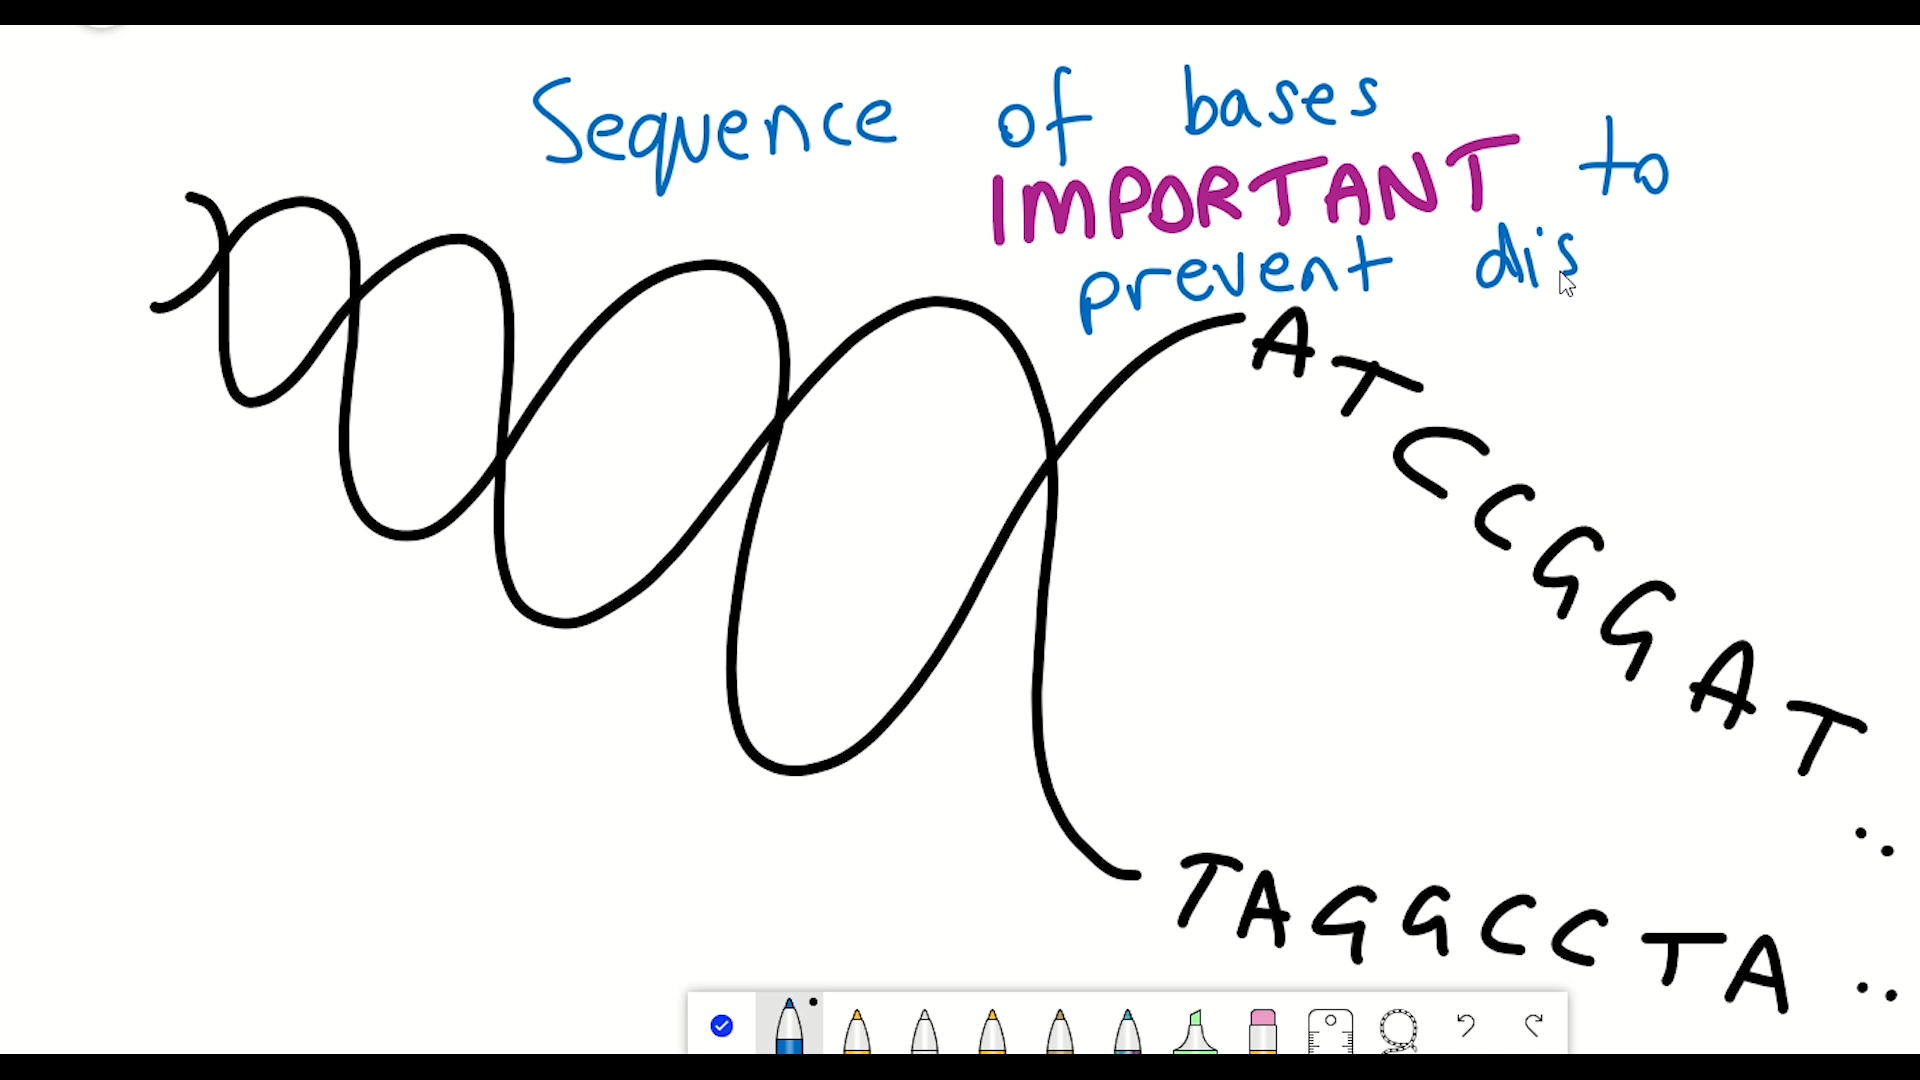 Sequence of bases
IMPORTANT to
prevent dis
ATCCGGAT..
TAGGCCTA..